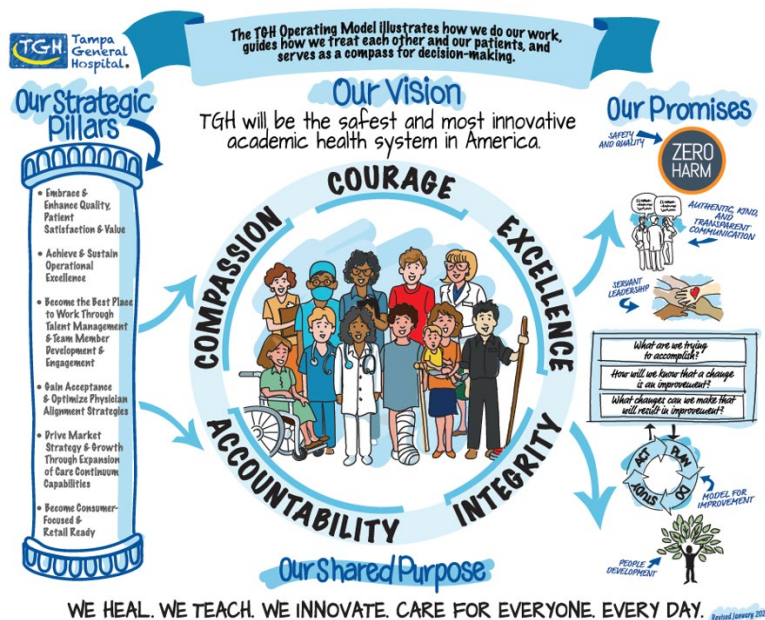 TGH
Tampa
General
Hospital.
The TGH Operating Model illustrates how we do our work,
guides how we treat each other and our patients, and
serves as a compass for decision-making.
Our Strategic
Pillars
• Embrace &
Enhance Quality,
Patient
Satisfaction & Value
• Achieve & Sustain
Operational
Excellence
• Become the Best Place
to Work Through
Talent Management
& Team Member
Development &
Engagement
• Gain Acceptance
& Optimize Physician
Alignment Strategies
• Drive Market
Strategy & Growth
Through Expansion
of Care Continuum
Capabilities
• Become Consumer-
Focused &
Retail Ready
Our Vision
TGH will be the safest and most innovative
academic health system in America.
COMPASSION
COURAGE
EXCELLENCE
INTEGRITY
ACCOUNTABILITY
Our Promises
SAFETY
AND QUALITY
ZERO
HARM
AUTHENTIC, KIND,
AND
TRANSPARENT
COMMUNICATION
SERVANT
LEADERSHIP
What are we trying
to accomplish?
How will we know that a change
is an improvement?
What changes can we make that
will result in improvement?
ACT
PLAN
DO
STUDY
MODEL FOR
IMPROVEMENT
PEOPLE
DEVELOPMENT
Our Shared Purpose
WE HEAL. WE TEACH. WE INNOVATE. CARE FOR EVERYONE. EVERY DAY.
Revised January